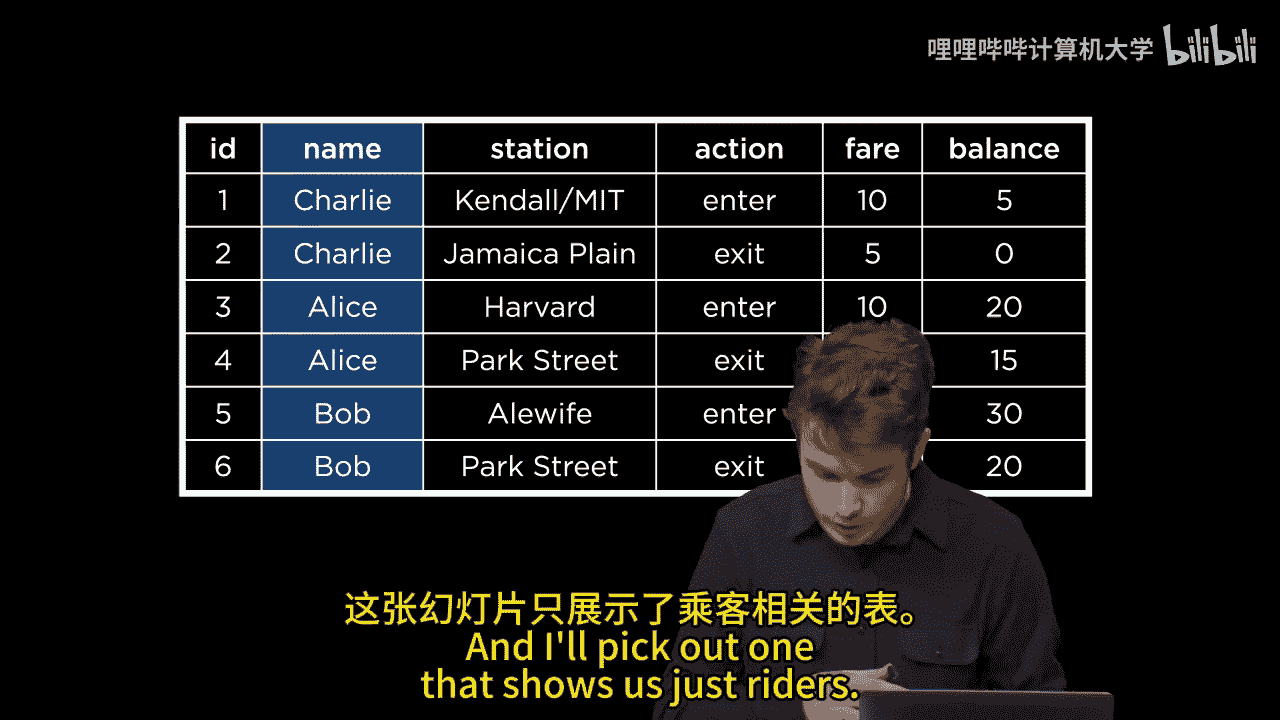 哩哩哔哔计算机大学 bilibili
id name station action fare balance
1 Charlie Kendall/MIT enter 10 5
2 Charlie Jamaica Plain exit 5 0
3 Alice Harvard enter 10 20
4 Alice Park Street exit 15
5 Bob Alewife enter 30
6 Bob Park Street exit 20
这张幻灯片只展示了乘客相关的表。
And I'll pick out one
that shows us just riders.